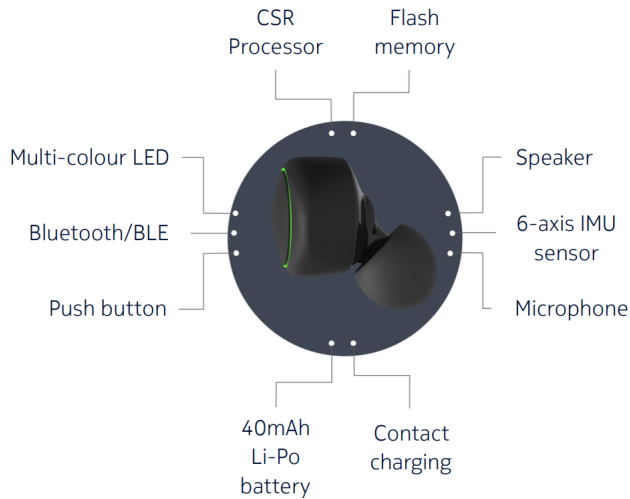 CSR
Processor
Flash
memory
Multi-colour LED
Bluetooth/BLE
Push button
Speaker
6-axis IMU
sensor
Microphone
40mAh
Li-Po
battery
Contact
charging